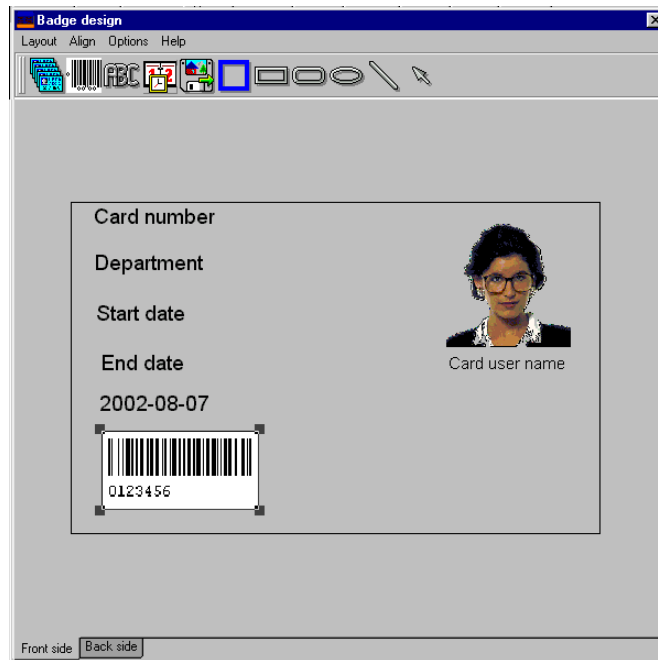 Badge design
Layout Align Options Help
ABC 12
Card number
Department
Start date
End date
Card user name
2002-08-07
0123456
Front side Back side